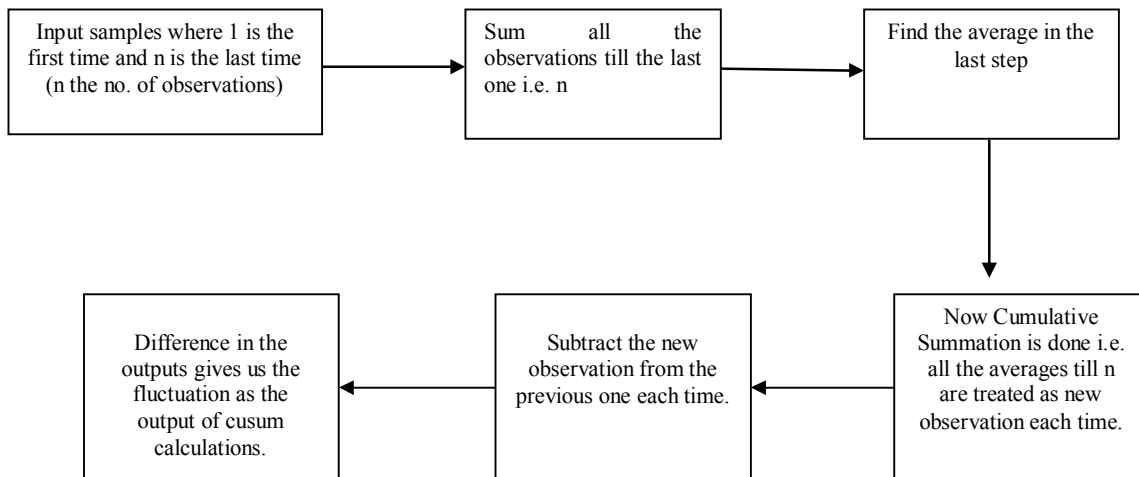 Input samples where 1 is the
first time and n is the last time
(n the no. of observations)
Sum all the
observations till the last
one i.e. n
Find the average in the
last step
Now Cumulative
Summation is done i.e.
all the averages till n
are treated as new
observation each time.
Subtract the new
observation from the
previous one each time.
Difference in the
outputs gives us the
fluctuation as the
output of cusum
calculations.